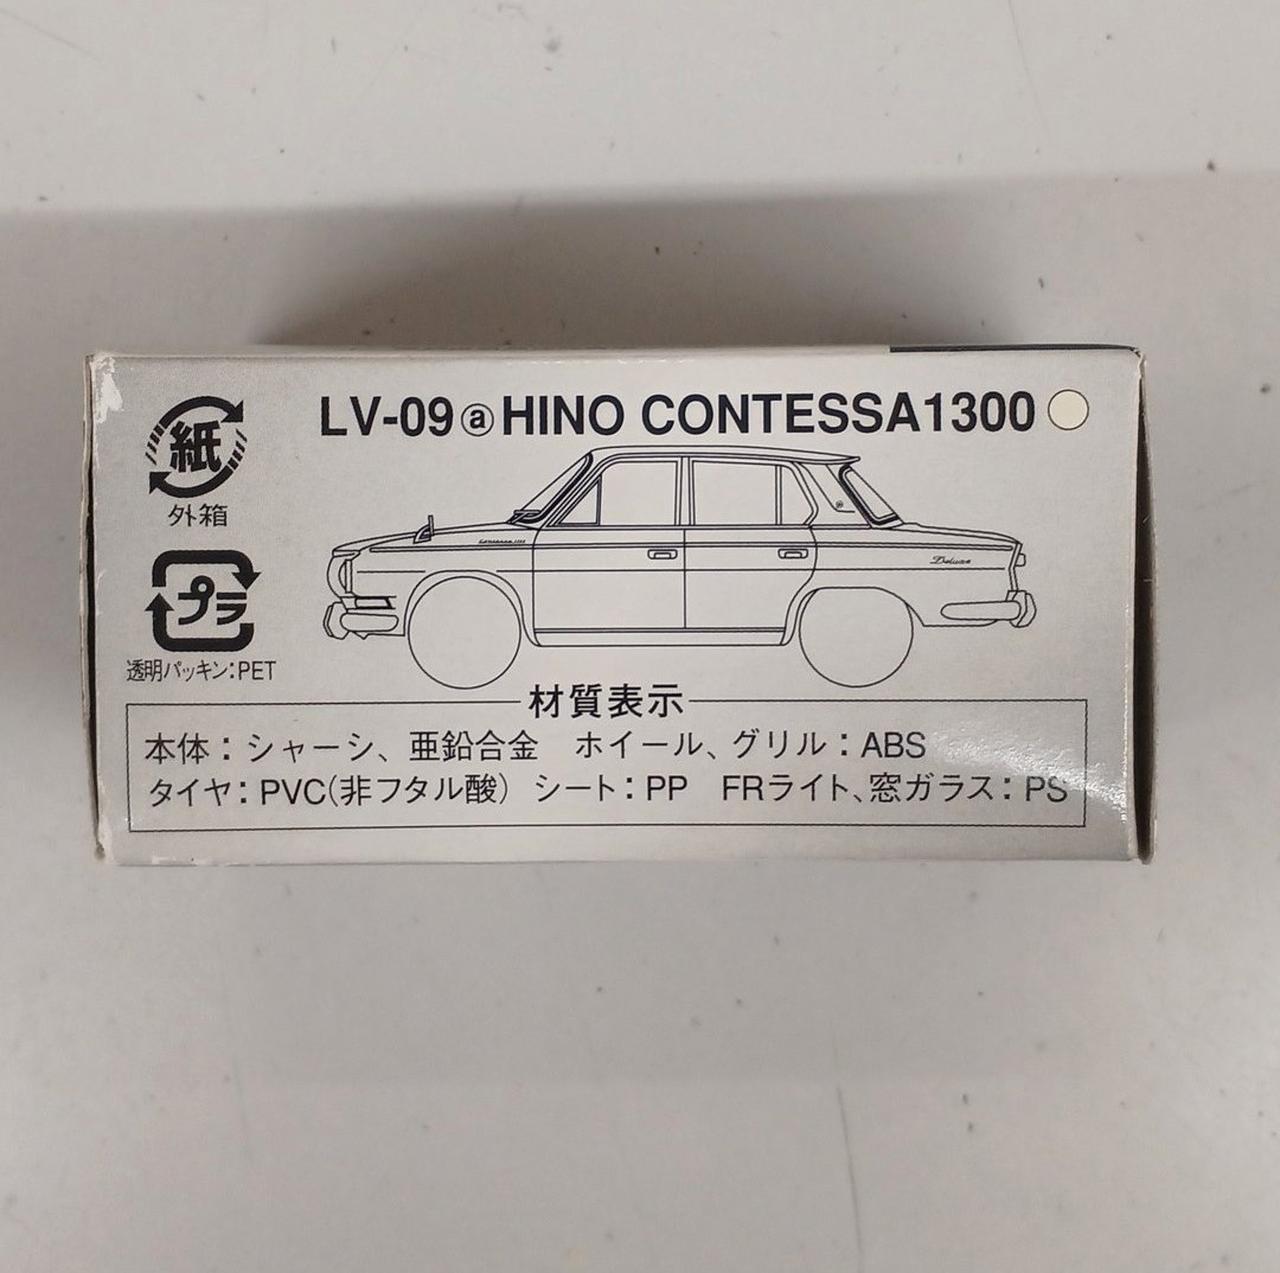 LV-09ⓐHINO CONTESSA1300
紙
外箱
プラ
透明パッキン:PET
Deluxe
材質表示
本体:シャーシ、亜鉛合金 ホイール、グリル:ABS
タイヤ:PVC(非フタル酸) シート:PP FRライト、窓ガラス:PS